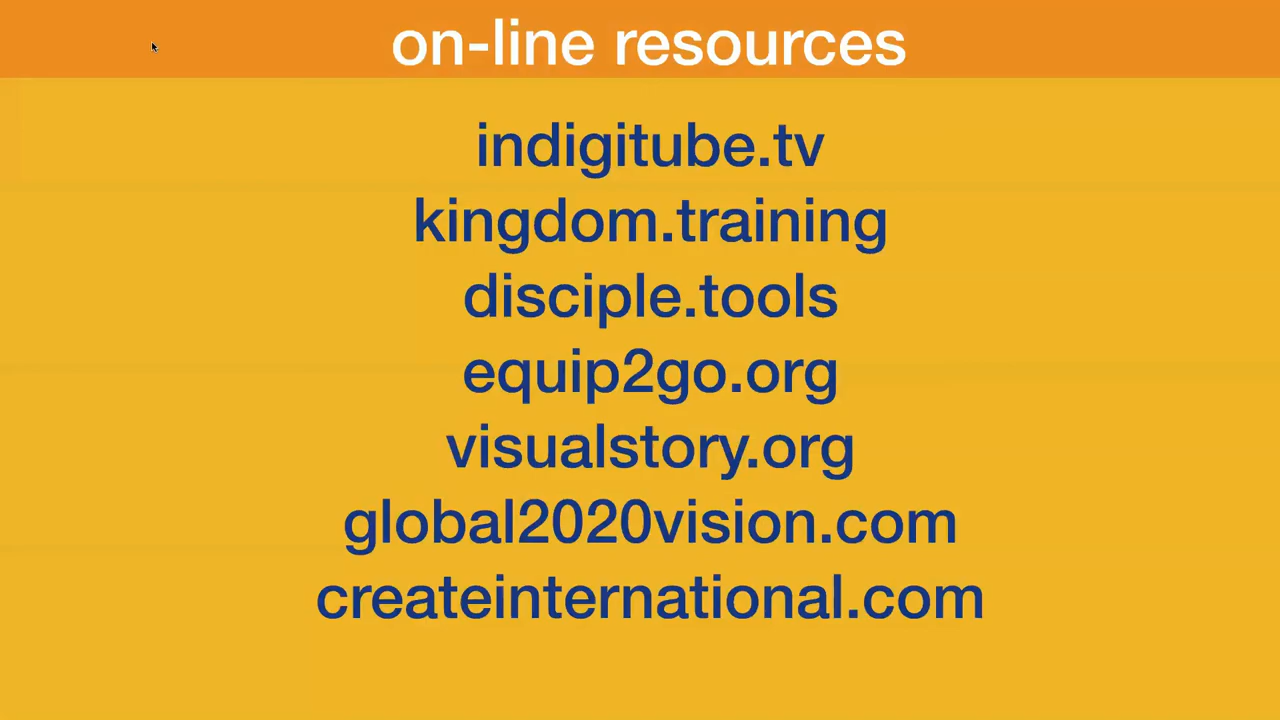 on-line resources
indigitube.tv
kingdom.training
disciple.tools
equip2go.org
visualstory.org
global2020vision.com
createinternational.com